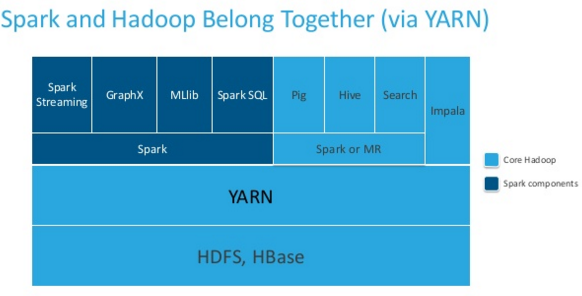 Spark and Hadoop Belong Together (via YARN)
Spark
Streaming
GraphX
MLlib
Spark SQL
Pig
Hive
Search
Impala
Spark
Spark or MR
Core Hadoop
Spark components
YARN
HDFS, HBase